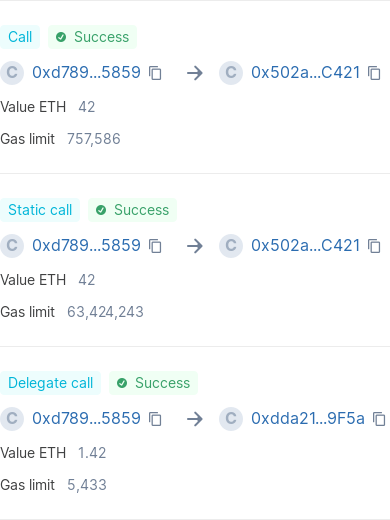 Call Success
C 0xd789...5859 → C 0x502a...C421
Value ETH 42
Gas limit 757,586
Static call Success
C 0xd789...5859 → C 0x502a...C421
Value ETH 42
Gas limit 63,424,243
Delegate call Success
C 0xd789...5859 → C 0xdda21...9F5a
Value ETH 1.42
Gas limit 5,433